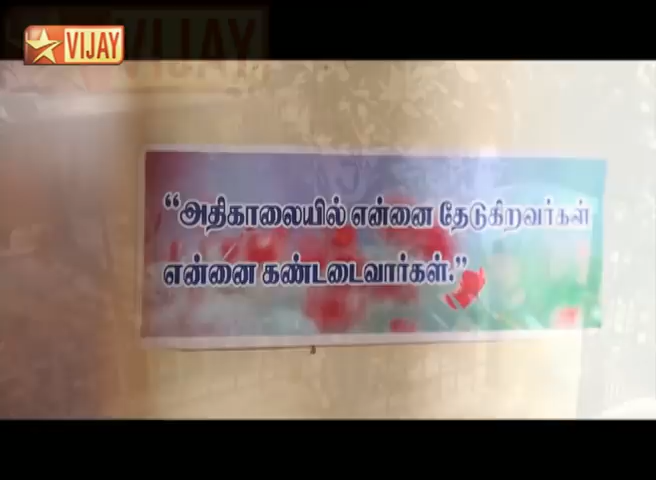 VIJAY
“அதிகாலையில் என்னை தேடுகிறவர்கள்
என்னை கண்டடைவார்கள்.”